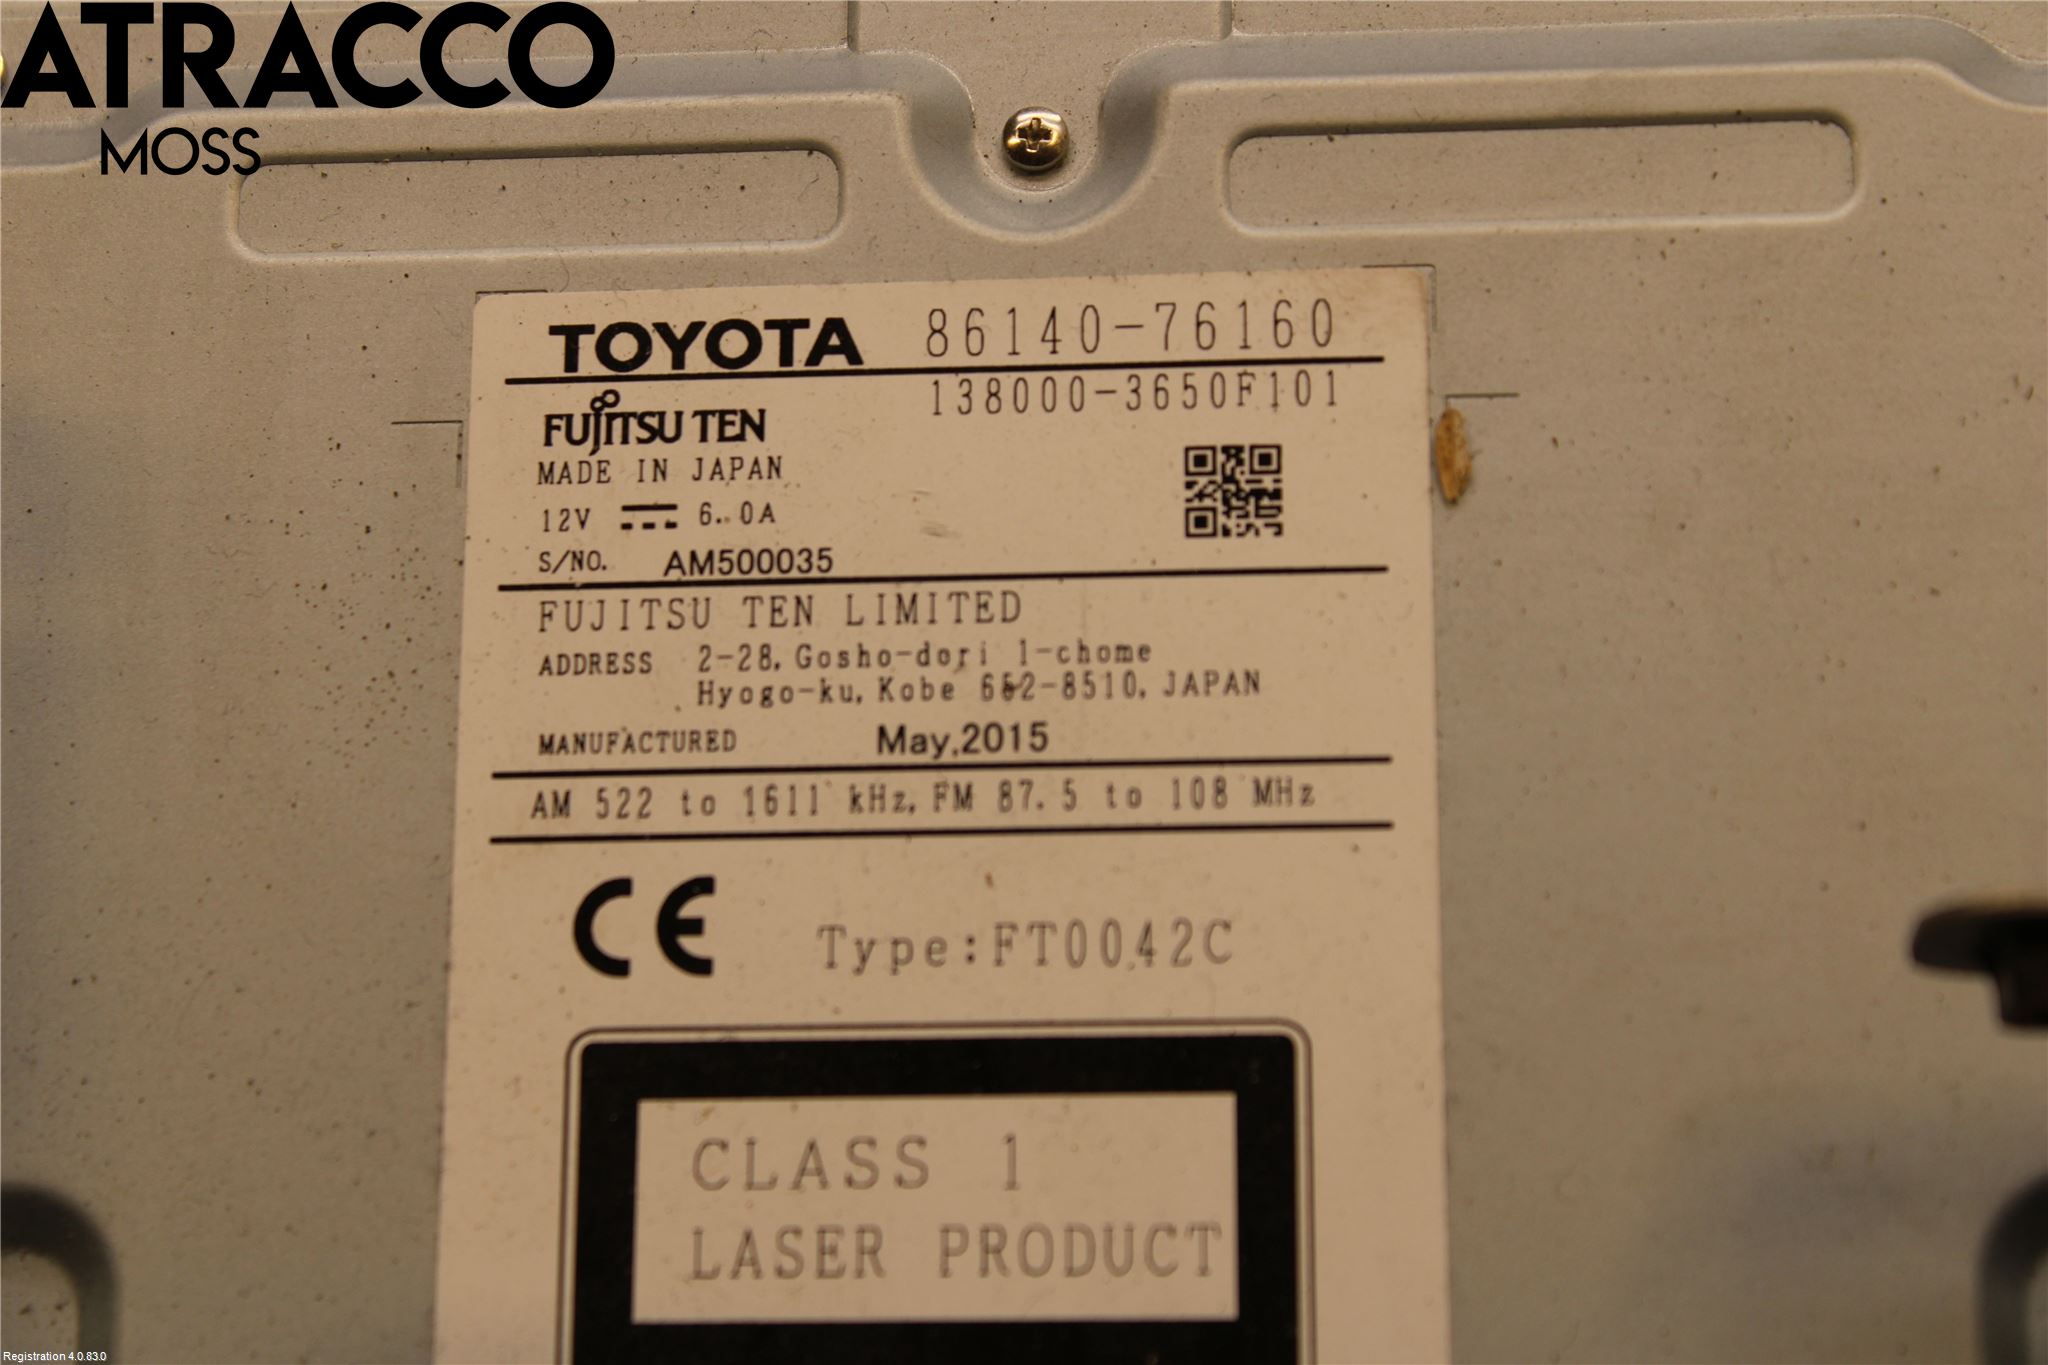 ATRACCO
MOSS
TOYOTA 86140-76160
138000-3650F101
FUJITSU TEN
MADE IN JAPAN
12V 6.0A
S/NO. AM500035
FUJITSU TEN LIMITED
ADDRESS 2-28, Gosho-dori 1-chome
Hyogo-ku, Kobe 652-8510, JAPAN
MANUFACTURED May,2015
AM 522 to 1611 kHz, FM 87.5 to 108 MHz
CE Type:FT0042C
CLASS 1
LASER PRODUCT
Registration 4.0.83.0